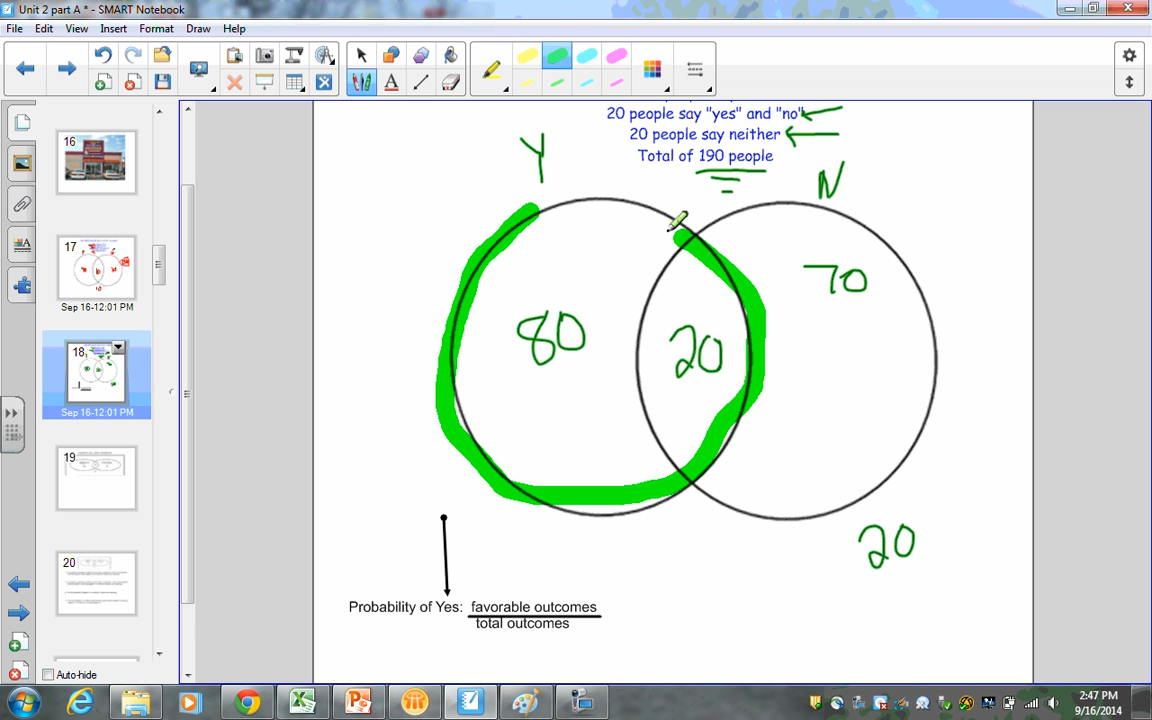 Unit 2 part A * - SMART Notebook
File Edit View Insert Format Draw Help
16
17
Sep 16-12:01 PM
18
Sep 16-12:01 PM
19
20
Auto-hide
20 people say "yes" and "no"
20 people say neither
Total of 190 people
Y
N
80
20
70
20
Probability of Yes: favorable outcomes
total outcomes
2:47 PM
9/16/2014